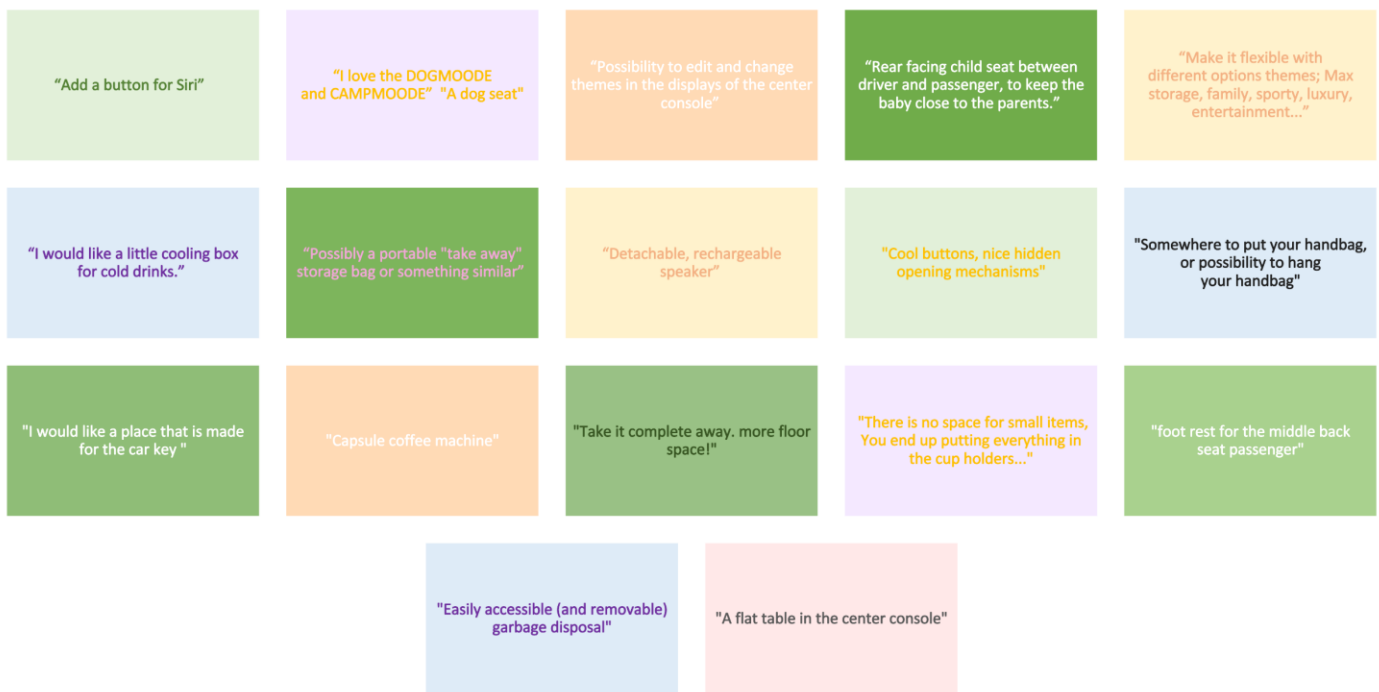 “Add a button for Siri”
“I love the DOGMOODE
and CAMPMOODE”  "A dog seat"
“Possibility to edit and change
themes in the displays of the center
console”
“Rear facing child seat between
driver and passenger, to keep the
baby close to the parents.”
“Make it flexible with
different options themes; Max
storage, family, sporty, luxury,
entertainment...”
“I would like a little cooling box
for cold drinks.”
“Possibly a portable "take away"
storage bag or something similar”
“Detachable, rechargeable
speaker”
"Cool buttons, nice hidden
opening mechanisms"
"Somewhere to put your handbag,
or possibility to hang
your handbag"
"I would like a place that is made
for the car key "
"Capsule coffee machine"
"Take it complete away. more floor
space!"
"There is no space for small items,
You end up putting everything in
the cup holders..."
"foot rest for the middle back
seat passenger"
"Easily accessible (and removable)
garbage disposal"
"A flat table in the center console"